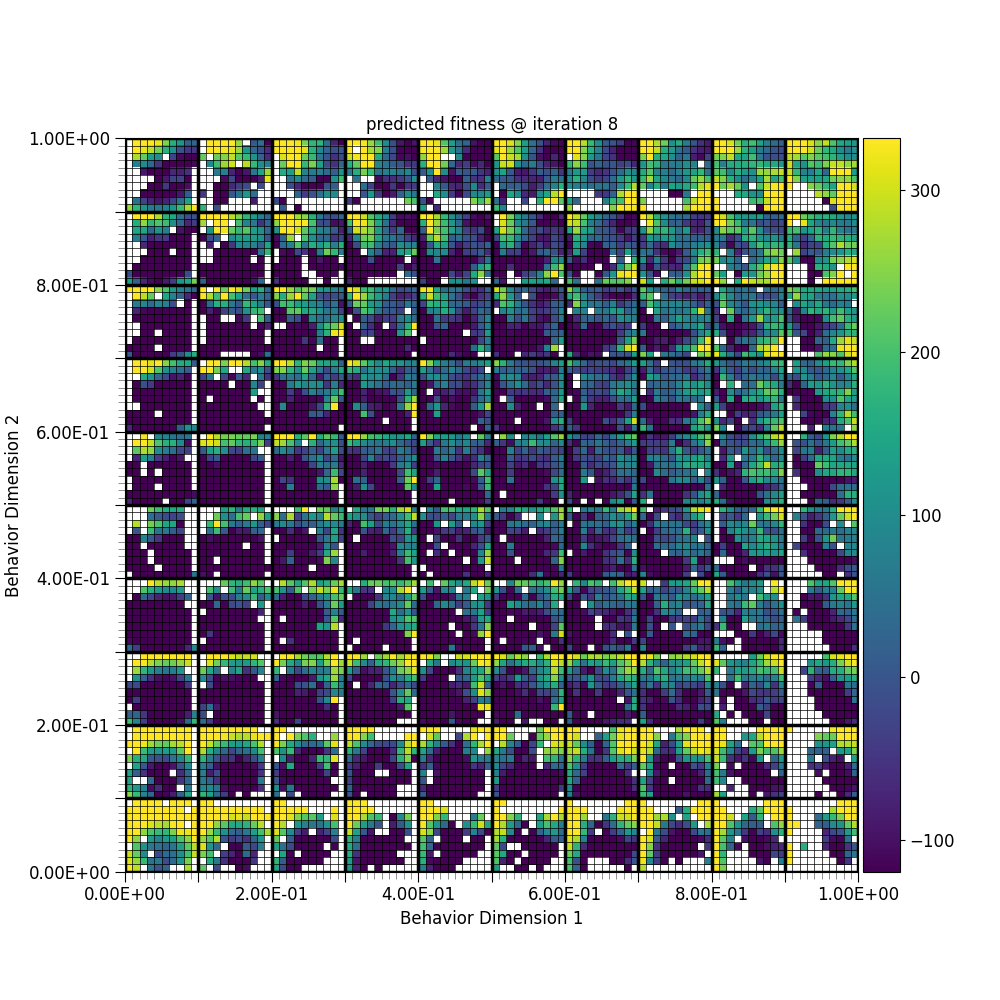 predicted fitness @ iteration 8
1.00E+00
8.00E-01
6.00E-01
4.00E-01
2.00E-01
0.00E+00
Behavior Dimension 2
0.00E+00 2.00E-01 4.00E-01 6.00E-01 8.00E-01 1.00E+00
Behavior Dimension 1
300
200
100
0
−100